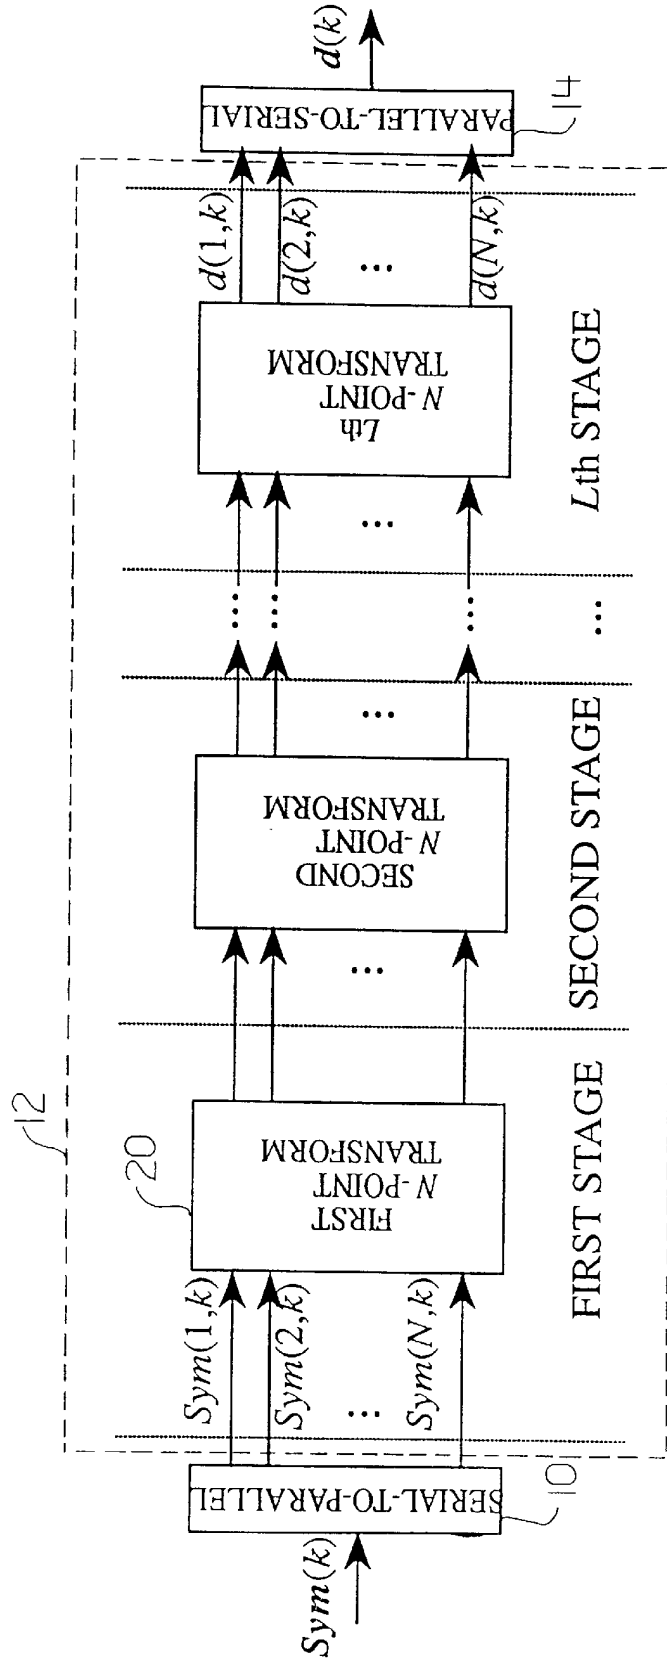 12
Sym(k)
SERIAL-TO-PARALLEL
10
Sym(1,k)
Sym(2,k)
...
Sym(N,k)
20
FIRST
N-POINT
TRANSFORM
FIRST STAGE
...
SECOND
N-POINT
TRANSFORM
SECOND STAGE
...
...
...
...
...
...
Lth
N-POINT
TRANSFORM
Lth STAGE
d(1,k)
d(2,k)
...
d(N,k)
PARALLEL-TO-SERIAL
14
d(k)